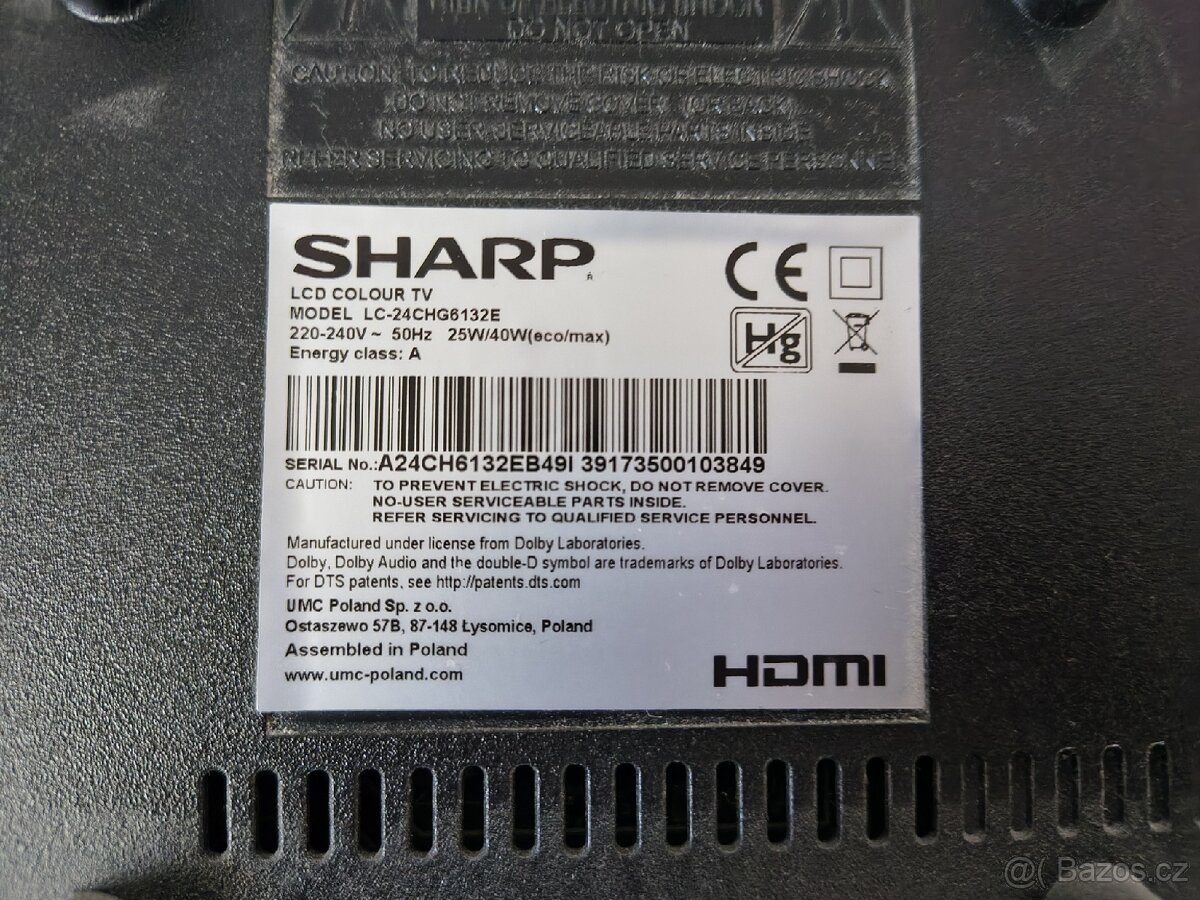 RISK OF ELECTRIC SHOCK
DO NOT OPEN
CAUTION: TO REDUCE THE RISK OF ELECTRIC SHOCK
DO NOT REMOVE COVER (OR BACK)
NO USER-SERVICEABLE PARTS INSIDE
REFER SERVICING TO QUALIFIED SERVICE PERSONNE
SHARP
LCD COLOUR TV
MODEL LC-24CHG6132E
220-240V ~ 50Hz 25W/40W(eco/max)
Energy class: A
CE
Hg
SERIAL No.:A24CH6132EB49I 39173500103849
CAUTION: TO PREVENT ELECTRIC SHOCK, DO NOT REMOVE COVER.
NO-USER SERVICEABLE PARTS INSIDE.
REFER SERVICING TO QUALIFIED SERVICE PERSONNEL.
Manufactured under license from Dolby Laboratories.
Dolby, Dolby Audio and the double-D symbol are trademarks of Dolby Laboratories.
For DTS patents, see http://patents.dts.com
UMC Poland Sp. z o.o.
Ostaszewo 57B, 87-148 Łysomice, Poland
Assembled in Poland
www.umc-poland.com
HDMI
@( Bazos.cz